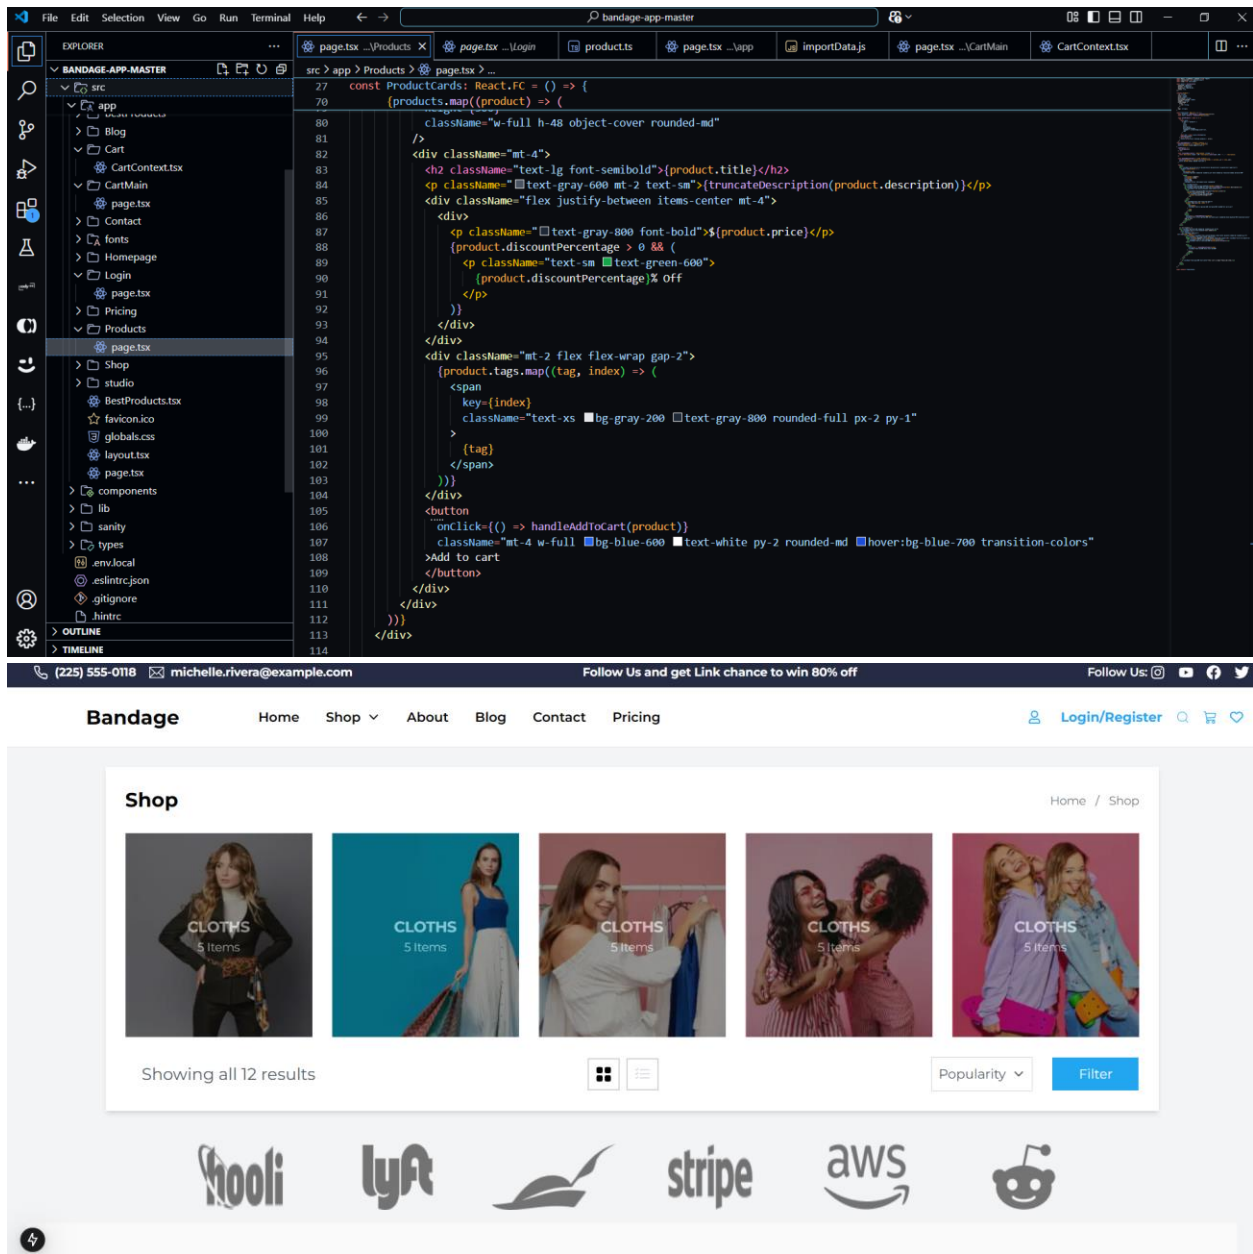 File Edit Selection View Go Run Terminal Help bandage-app-master
EXPLORER
page.tsx ...\Products page.tsx ...\Login product.ts page.tsx ...\app importData.js page.tsx ...\CartMain CartContext.tsx
BANDAGE-APP-MASTER
src
app
Blog
Cart
CartContext.tsx
CartMain
page.tsx
Contact
fonts
Homepage
Login
page.tsx
Pricing
Products
page.tsx
Shop
studio
BestProducts.tsx
favicon.ico
globals.css
layout.tsx
page.tsx
components
lib
sanity
types
.env.local
.eslintrc.json
.gitignore
.hintrc
OUTLINE
TIMELINE
src > app > Products > page.tsx > ...
27 const ProductCards: React.FC = () => {
70 {products.map((product) => (
80 className="w-full h-48 object-cover rounded-md"
81 />
82 <div className="mt-4">
83 <h2 className="text-lg font-semibold">{product.title}</h2>
84 <p className="text-gray-600 mt-2 text-sm">{truncateDescription(product.description)}</p>
85 <div className="flex justify-between items-center mt-4">
86 <div>
87 <p className="text-gray-800 font-bold">${product.price}</p>
88 {product.discountPercentage > 0 && (
89 <p className="text-sm text-green-600">
90 {product.discountPercentage}% Off
91 </p>
92 )}
93 </div>
94 </div>
95 <div className="mt-2 flex flex-wrap gap-2">
96 {product.tags.map((tag, index) => (
97 <span
98 key={index}
99 className="text-xs bg-gray-200 text-gray-800 rounded-full px-2 py-1"
100 >
101 {tag}
102 </span>
103 ))}
104 </div>
105 <button
106 onClick={() => handleAddToCart(product)}
107 className="mt-4 w-full bg-blue-600 text-white py-2 rounded-md hover:bg-blue-700 transition-colors"
108 >Add to cart
109 </button>
110 </div>
111 </div>
112 ))}
113 </div>
114
(225) 555-0118 michelle.rivera@example.com Follow Us and get Link chance to win 80% off Follow Us:
Bandage Home Shop About Blog Contact Pricing Login/Register
Shop Home / Shop
CLOTHS CLOTHS CLOTHS CLOTHS CLOTHS
5 Items 5 Items 5 Items 5 Items 5 Items
Showing all 12 results Popularity Filter
hooli lyft stripe aws